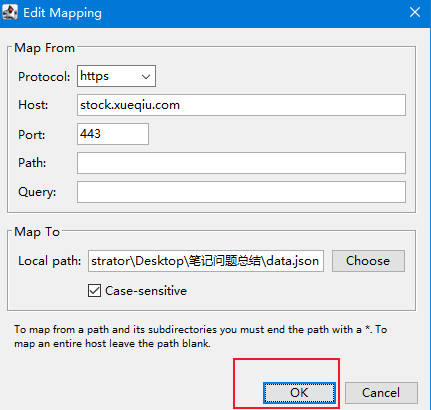 Edit Mapping
Map From
Protocol: https
Host: stock.xueqiu.com
Port: 443
Path:
Query:
Map To
Local path: strator\Desktop\笔记问题总结\data.json Choose
Case-sensitive
To map from a path and its subdirectories you must end the path with a *. To
map an entire host leave the path blank.
OK Cancel